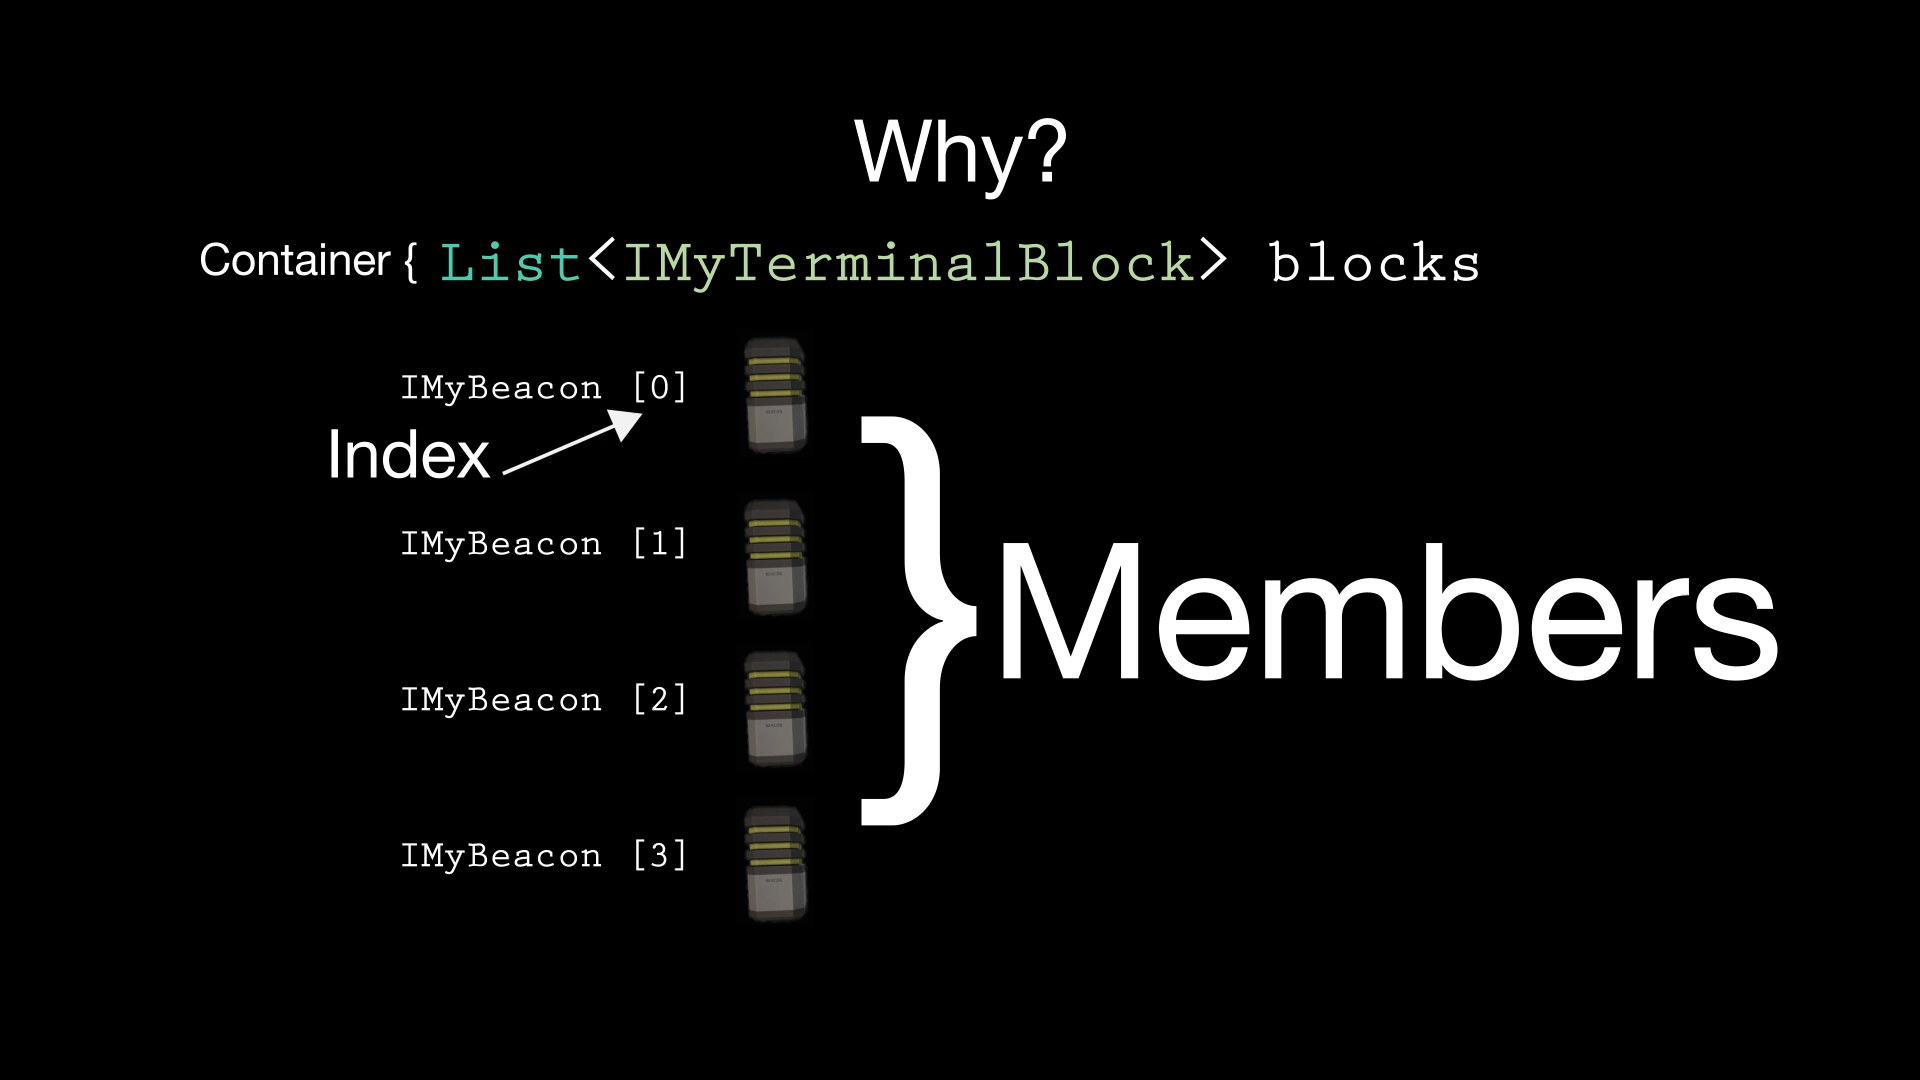 Why?
Container { List<IMyTerminalBlock> blocks
IMyBeacon [0]
Index
IMyBeacon [1]
} Members
IMyBeacon [2]
IMyBeacon [3]